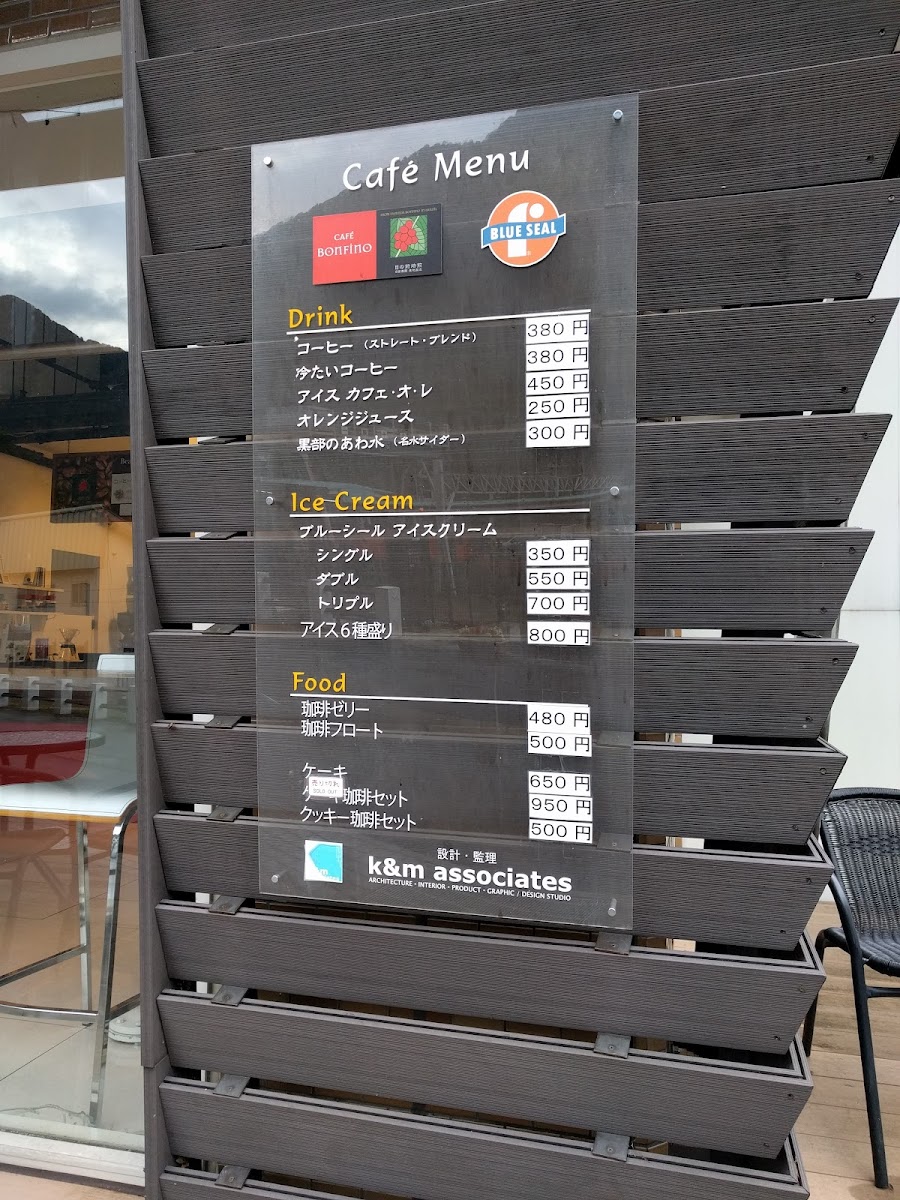 Café Menu
CAFÉ
BONFINO
BLUE SEAL
Drink
コーヒー (ストレート・ブレンド) 380 円
冷たいコーヒー 380 円
アイス カフェ・オ・レ 450 円
オレンジジュース 250 円
黒部のあわ水 (名水サイダー) 300 円
Ice Cream
ブルーシール アイスクリーム
シングル 350 円
ダブル 550 円
トリプル 700 円
アイス6種盛り 800 円
Food
珈琲ゼリー 480 円
珈琲フロート 500 円
ケーキ 650 円
売り切れ
SOLD OUT
ケーキ珈琲セット 950 円
クッキー珈琲セット 500 円
設計・監理
k&m associates
ARCHITECTURE・INTERIOR・PRODUCT・GRAPHIC / DESIGN STUDIO